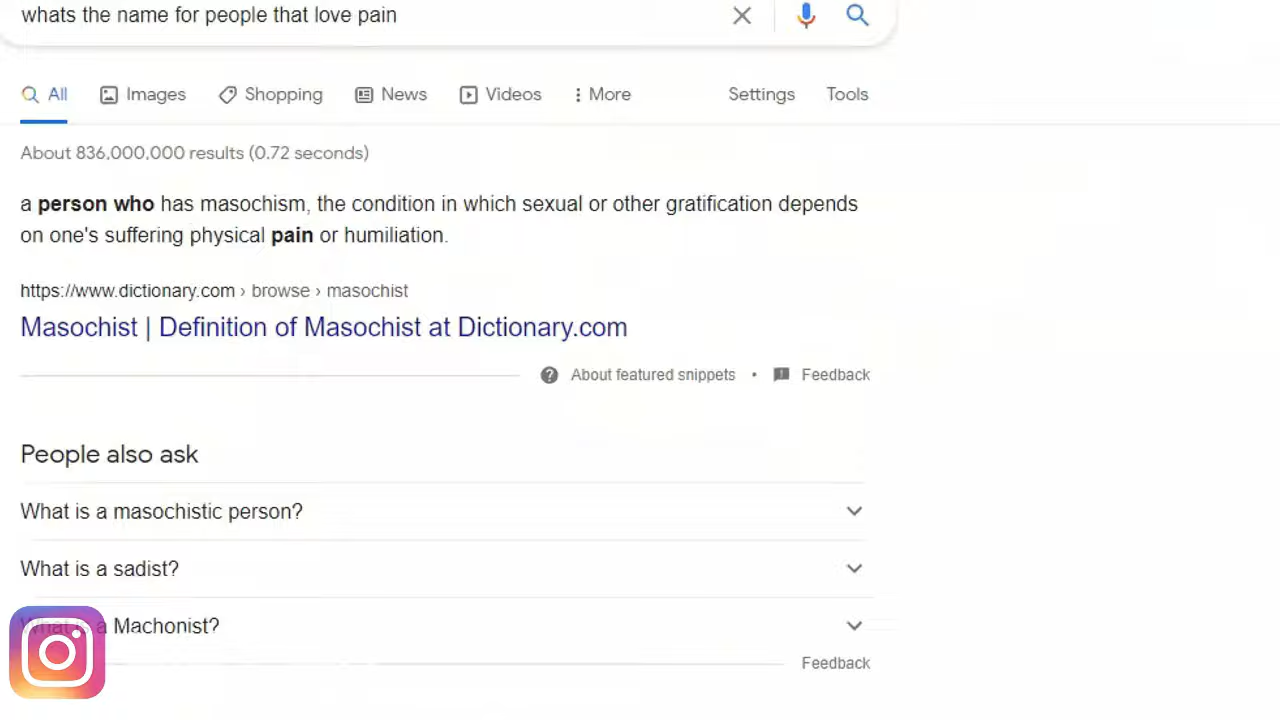 whats the name for people that love pain
All Images Shopping News Videos More Settings Tools
About 836,000,000 results (0.72 seconds)
a person who has masochism, the condition in which sexual or other gratification depends
on one's suffering physical pain or humiliation.
https://www.dictionary.com › browse › masochist
Masochist | Definition of Masochist at Dictionary.com
About featured snippets • Feedback
People also ask
What is a masochistic person?
What is a sadist?
What is a Machonist?
Feedback